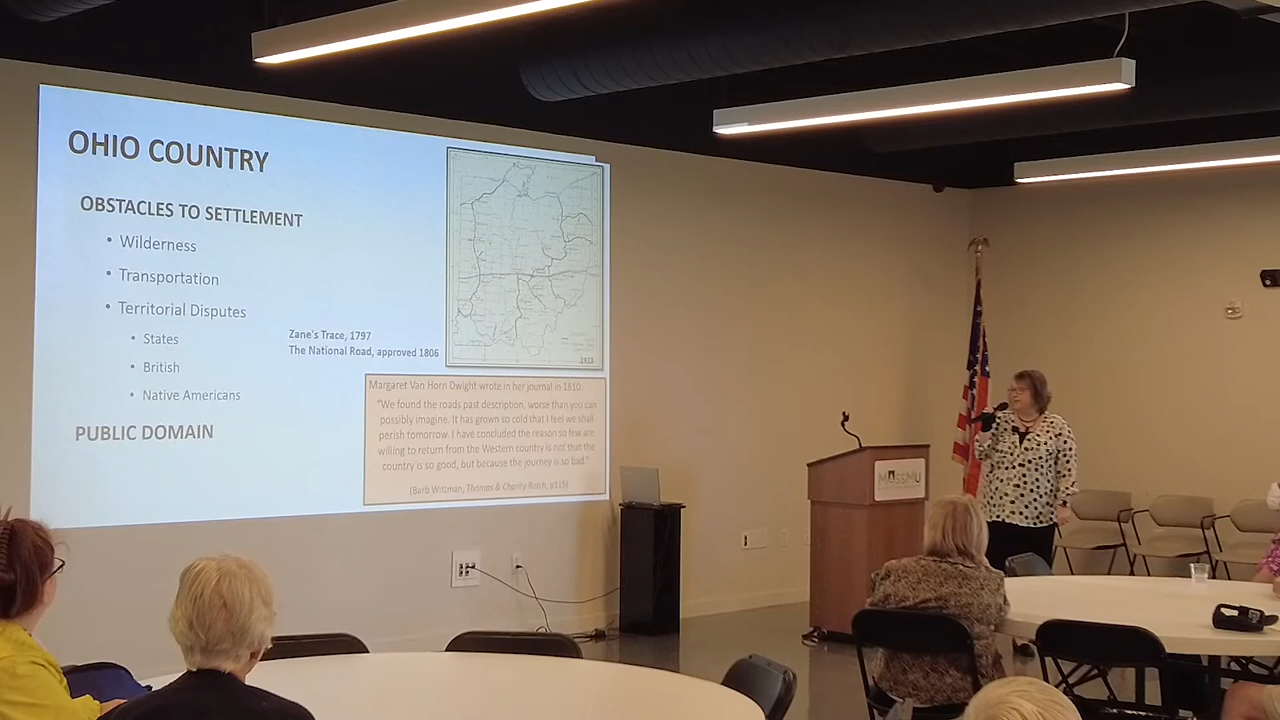 OHIO COUNTRY
OBSTACLES TO SETTLEMENT
• Wilderness
• Transportation
• Territorial Disputes
• States
• British
• Native Americans
PUBLIC DOMAIN
Zane's Trace, 1797
The National Road, approved 1806
1923
Margaret Van Horn Dwight wrote in her journal in 1810:
"We found the roads past description, worse than you can
possibly imagine. It has grown so cold that I feel we shall
perish tomorrow. I have concluded the reason so few are
willing to return from the Western country is not that the
country is so good, but because the journey is so bad."
(Barb Wittman, Thomas & Charity Rotch, p115)
MASSMU